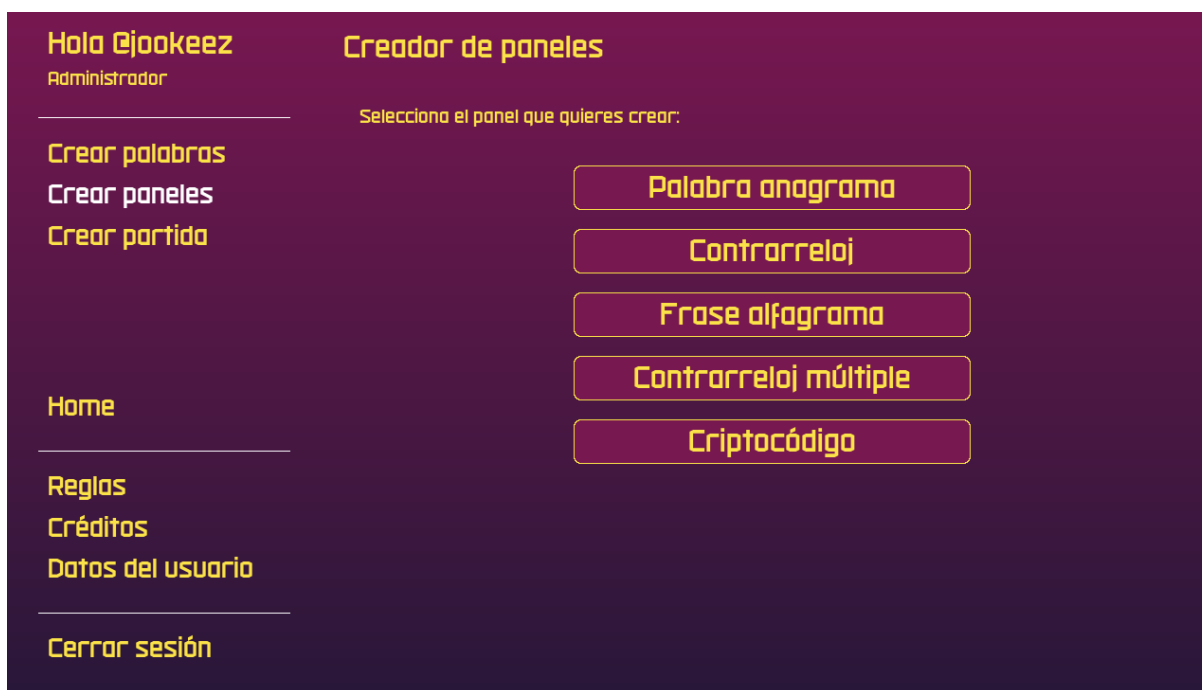 Hola @jookeez
Administrador
Crear palabras
Crear paneles
Crear partida
Home
Reglas
Créditos
Datos del usuario
Cerrar sesión
Creador de paneles
Selecciona el panel que quieres crear:
Palabra anagrama
Contrarreloj
Frase alfagrama
Contrarreloj múltiple
Criptocódigo